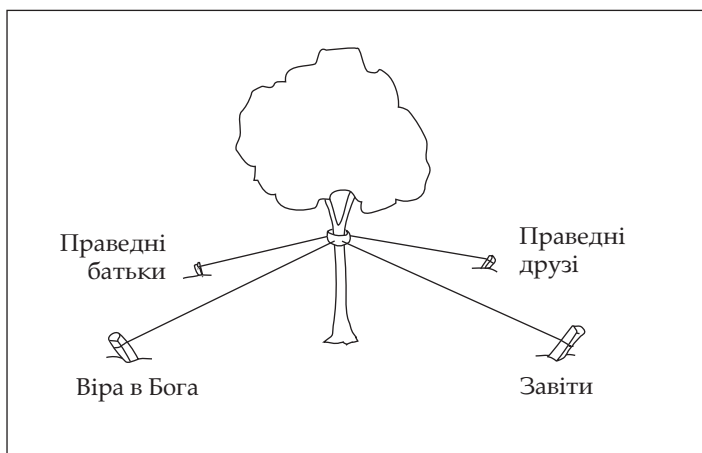 Праведні
батьки
Праведні
друзі
Віра в Бога
Завіти